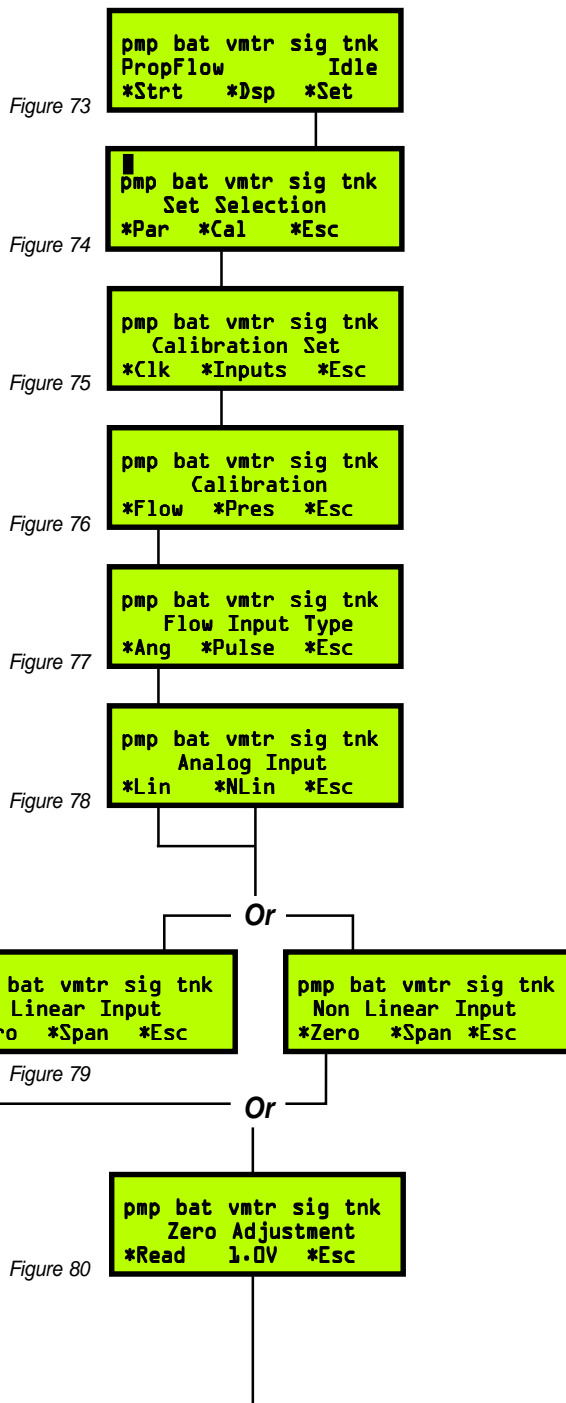 pmp bat vmtr sig tnk
PropFlow Idle
*Strt *Dsp *Set
Figure 73
pmp bat vmtr sig tnk
Set Selection
*Par *Cal *Esc
Figure 74
pmp bat vmtr sig tnk
Calibration Set
*Clk *Inputs *Esc
Figure 75
pmp bat vmtr sig tnk
Calibration
*Flow *Pres *Esc
Figure 76
pmp bat vmtr sig tnk
Flow Input Type
*Ang *Pulse *Esc
Figure 77
pmp bat vmtr sig tnk
Analog Input
*Lin *NLin *Esc
Figure 78
Or
bat vmtr sig tnk
Linear Input
ro *Span *Esc
pmp bat vmtr sig tnk
Non Linear Input
*Zero *Span *Esc
Figure 79
Or
pmp bat vmtr sig tnk
Zero Adjustment
*Read 1.0V *Esc
Figure 80